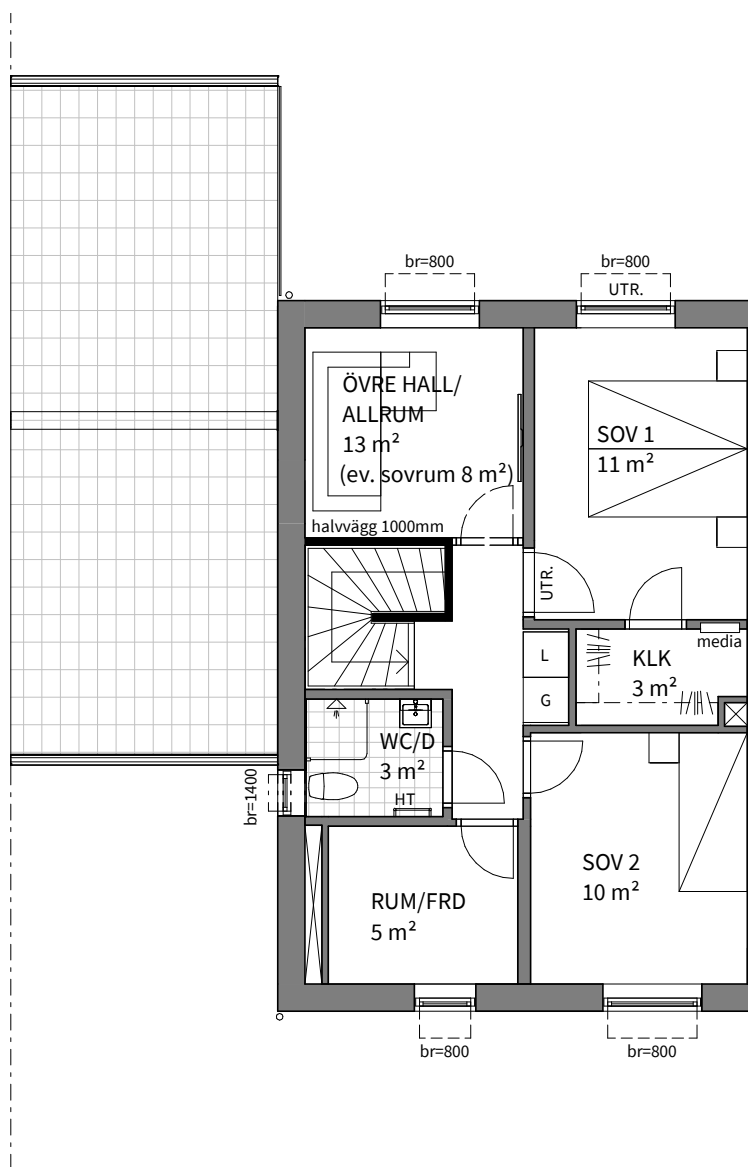 br=800
br=800
UTR.
ÖVRE HALL/
ALLRUM
13 m²
(ev. sovrum 8 m²)
SOV 1
11 m²
halvvägg 1000mm
UTR.
L
G
KLK
3 m²
media
WC/D
3 m²
HT
br=1400
SOV 2
10 m²
RUM/FRD
5 m²
br=800
br=800